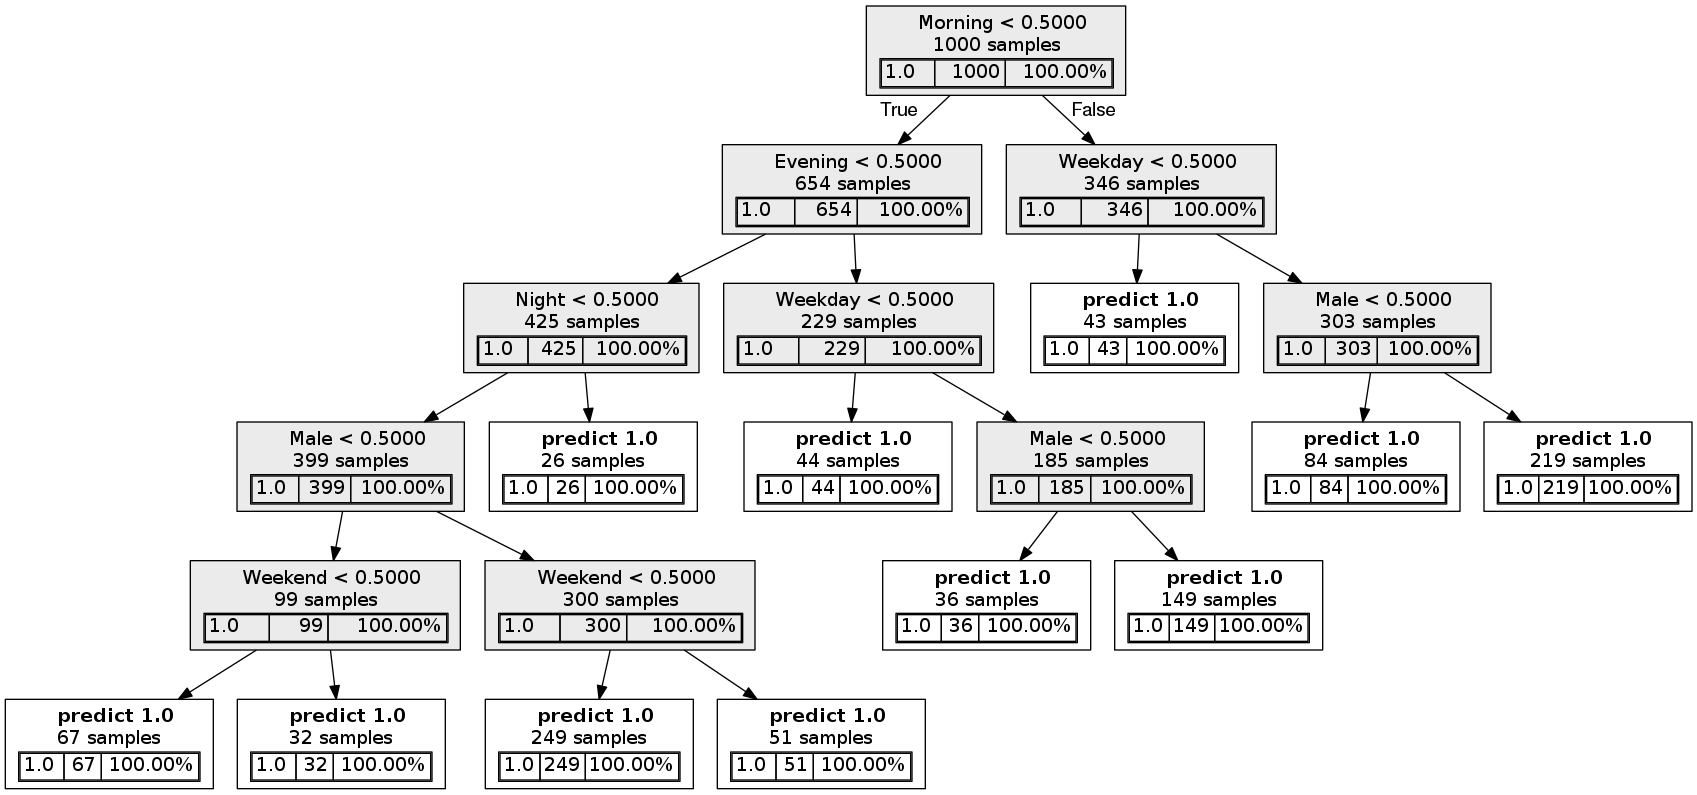 Morning < 0.5000
1000 samples
1.0 1000 100.00%
True
False
Evening < 0.5000
654 samples
1.0 654 100.00%
Weekday < 0.5000
346 samples
1.0 346 100.00%
Night < 0.5000
425 samples
1.0 425 100.00%
Weekday < 0.5000
229 samples
1.0 229 100.00%
predict 1.0
43 samples
1.0 43 100.00%
Male < 0.5000
303 samples
1.0 303 100.00%
Male < 0.5000
399 samples
1.0 399 100.00%
predict 1.0
26 samples
1.0 26 100.00%
predict 1.0
44 samples
1.0 44 100.00%
Male < 0.5000
185 samples
1.0 185 100.00%
predict 1.0
84 samples
1.0 84 100.00%
predict 1.0
219 samples
1.0 219 100.00%
Weekend < 0.5000
99 samples
1.0 99 100.00%
Weekend < 0.5000
300 samples
1.0 300 100.00%
predict 1.0
36 samples
1.0 36 100.00%
predict 1.0
149 samples
1.0 149 100.00%
predict 1.0
67 samples
1.0 67 100.00%
predict 1.0
32 samples
1.0 32 100.00%
predict 1.0
249 samples
1.0 249 100.00%
predict 1.0
51 samples
1.0 51 100.00%